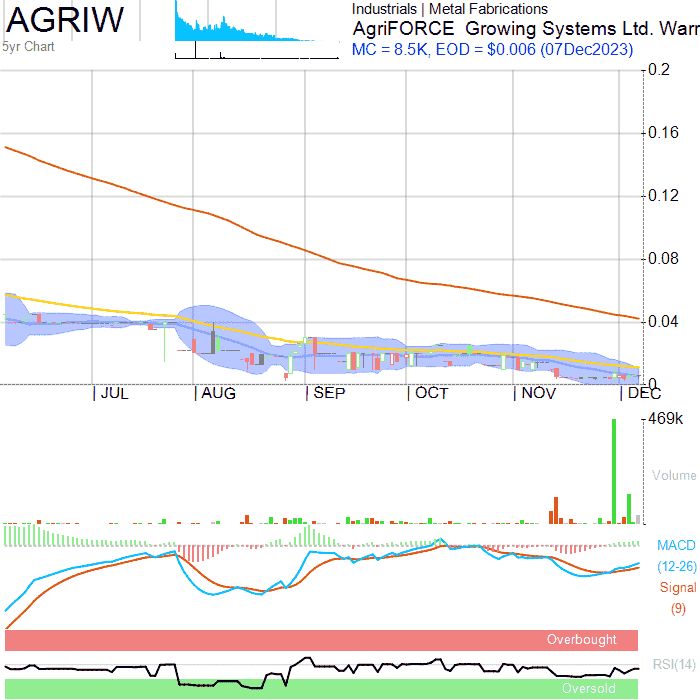 AGRIW
5yr Chart
Industrials | Metal Fabrications
AgriFORCE Growing Systems Ltd. Warr
MC = 8.5K, EOD = $0.006 (07Dec2023)
0.2
0.16
0.12
0.08
0.04
0
JUL AUG SEP OCT NOV DEC
469k
Volume
MACD
(12-26)
Signal
(9)
Overbought
RSI(14)
Oversold